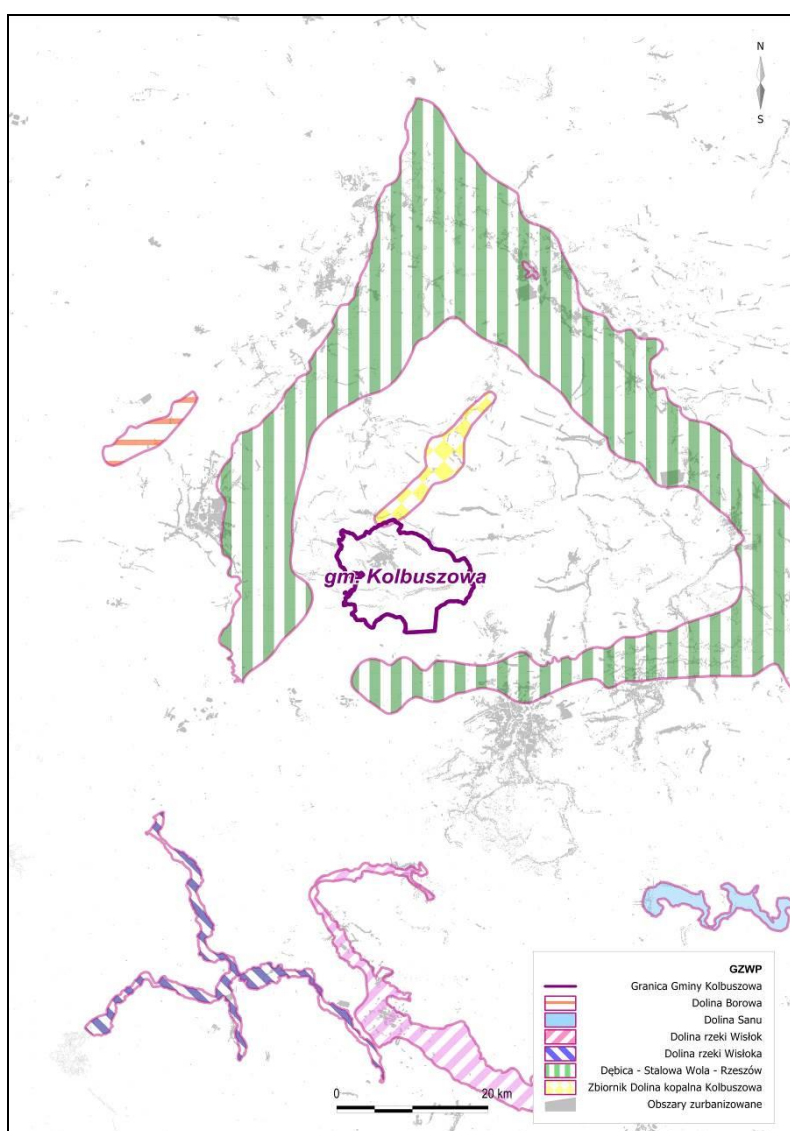 N
S
gm. Kolbuszowa
GZWP
Granica Gminy Kolbuszowa
Dolina Borowa
Dolina Sanu
Dolina rzeki Wisłok
Dolina rzeki Wisłoka
Dębica - Stalowa Wola - Rzeszów
Zbiornik Dolina kopalna Kolbuszowa
Obszary zurbanizowane
0 20 km